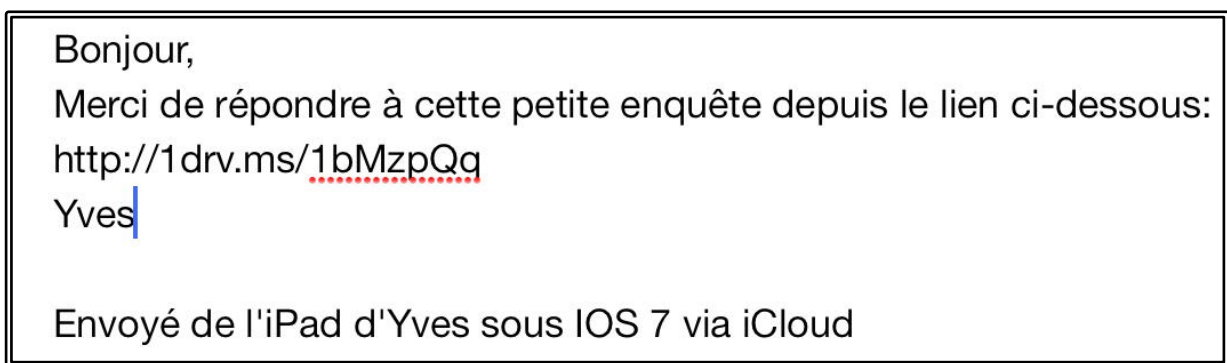 Bonjour,
Merci de répondre à cette petite enquête depuis le lien ci-dessous:
http://1drv.ms/1bMzpQq
Yves
Envoyé de l'iPad d'Yves sous IOS 7 via iCloud